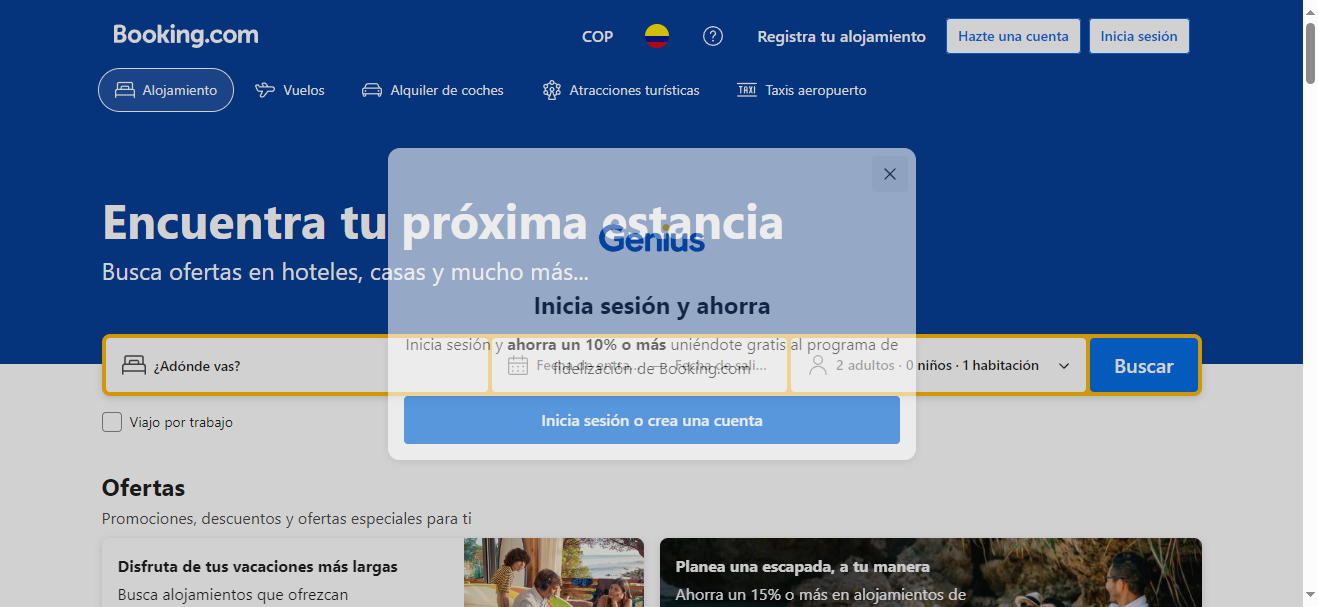 Booking.com
COP
Registra tu alojamiento
Hazte una cuenta
Inicia sesión
Alojamiento
Vuelos
Alquiler de coches
Atracciones turísticas
TAXI
Taxis aeropuerto
Encuentra tu próxima estancia
Busca ofertas en hoteles, casas y mucho más...
Genius
Inicia sesión y ahorra
Inicia sesión y ahorra un 10% o más uniéndote gratis al programa de
fidelización de Booking.com
Inicia sesión o crea una cuenta
¿Adónde vas?
Fecha de entra...
—
Fecha de sali...
2 adultos · 0 niños · 1 habitación
Buscar
Viajo por trabajo
Ofertas
Promociones, descuentos y ofertas especiales para ti
Disfruta de tus vacaciones más largas
Busca alojamientos que ofrezcan
Planea una escapada, a tu manera
Ahorra un 15% o más en alojamientos de